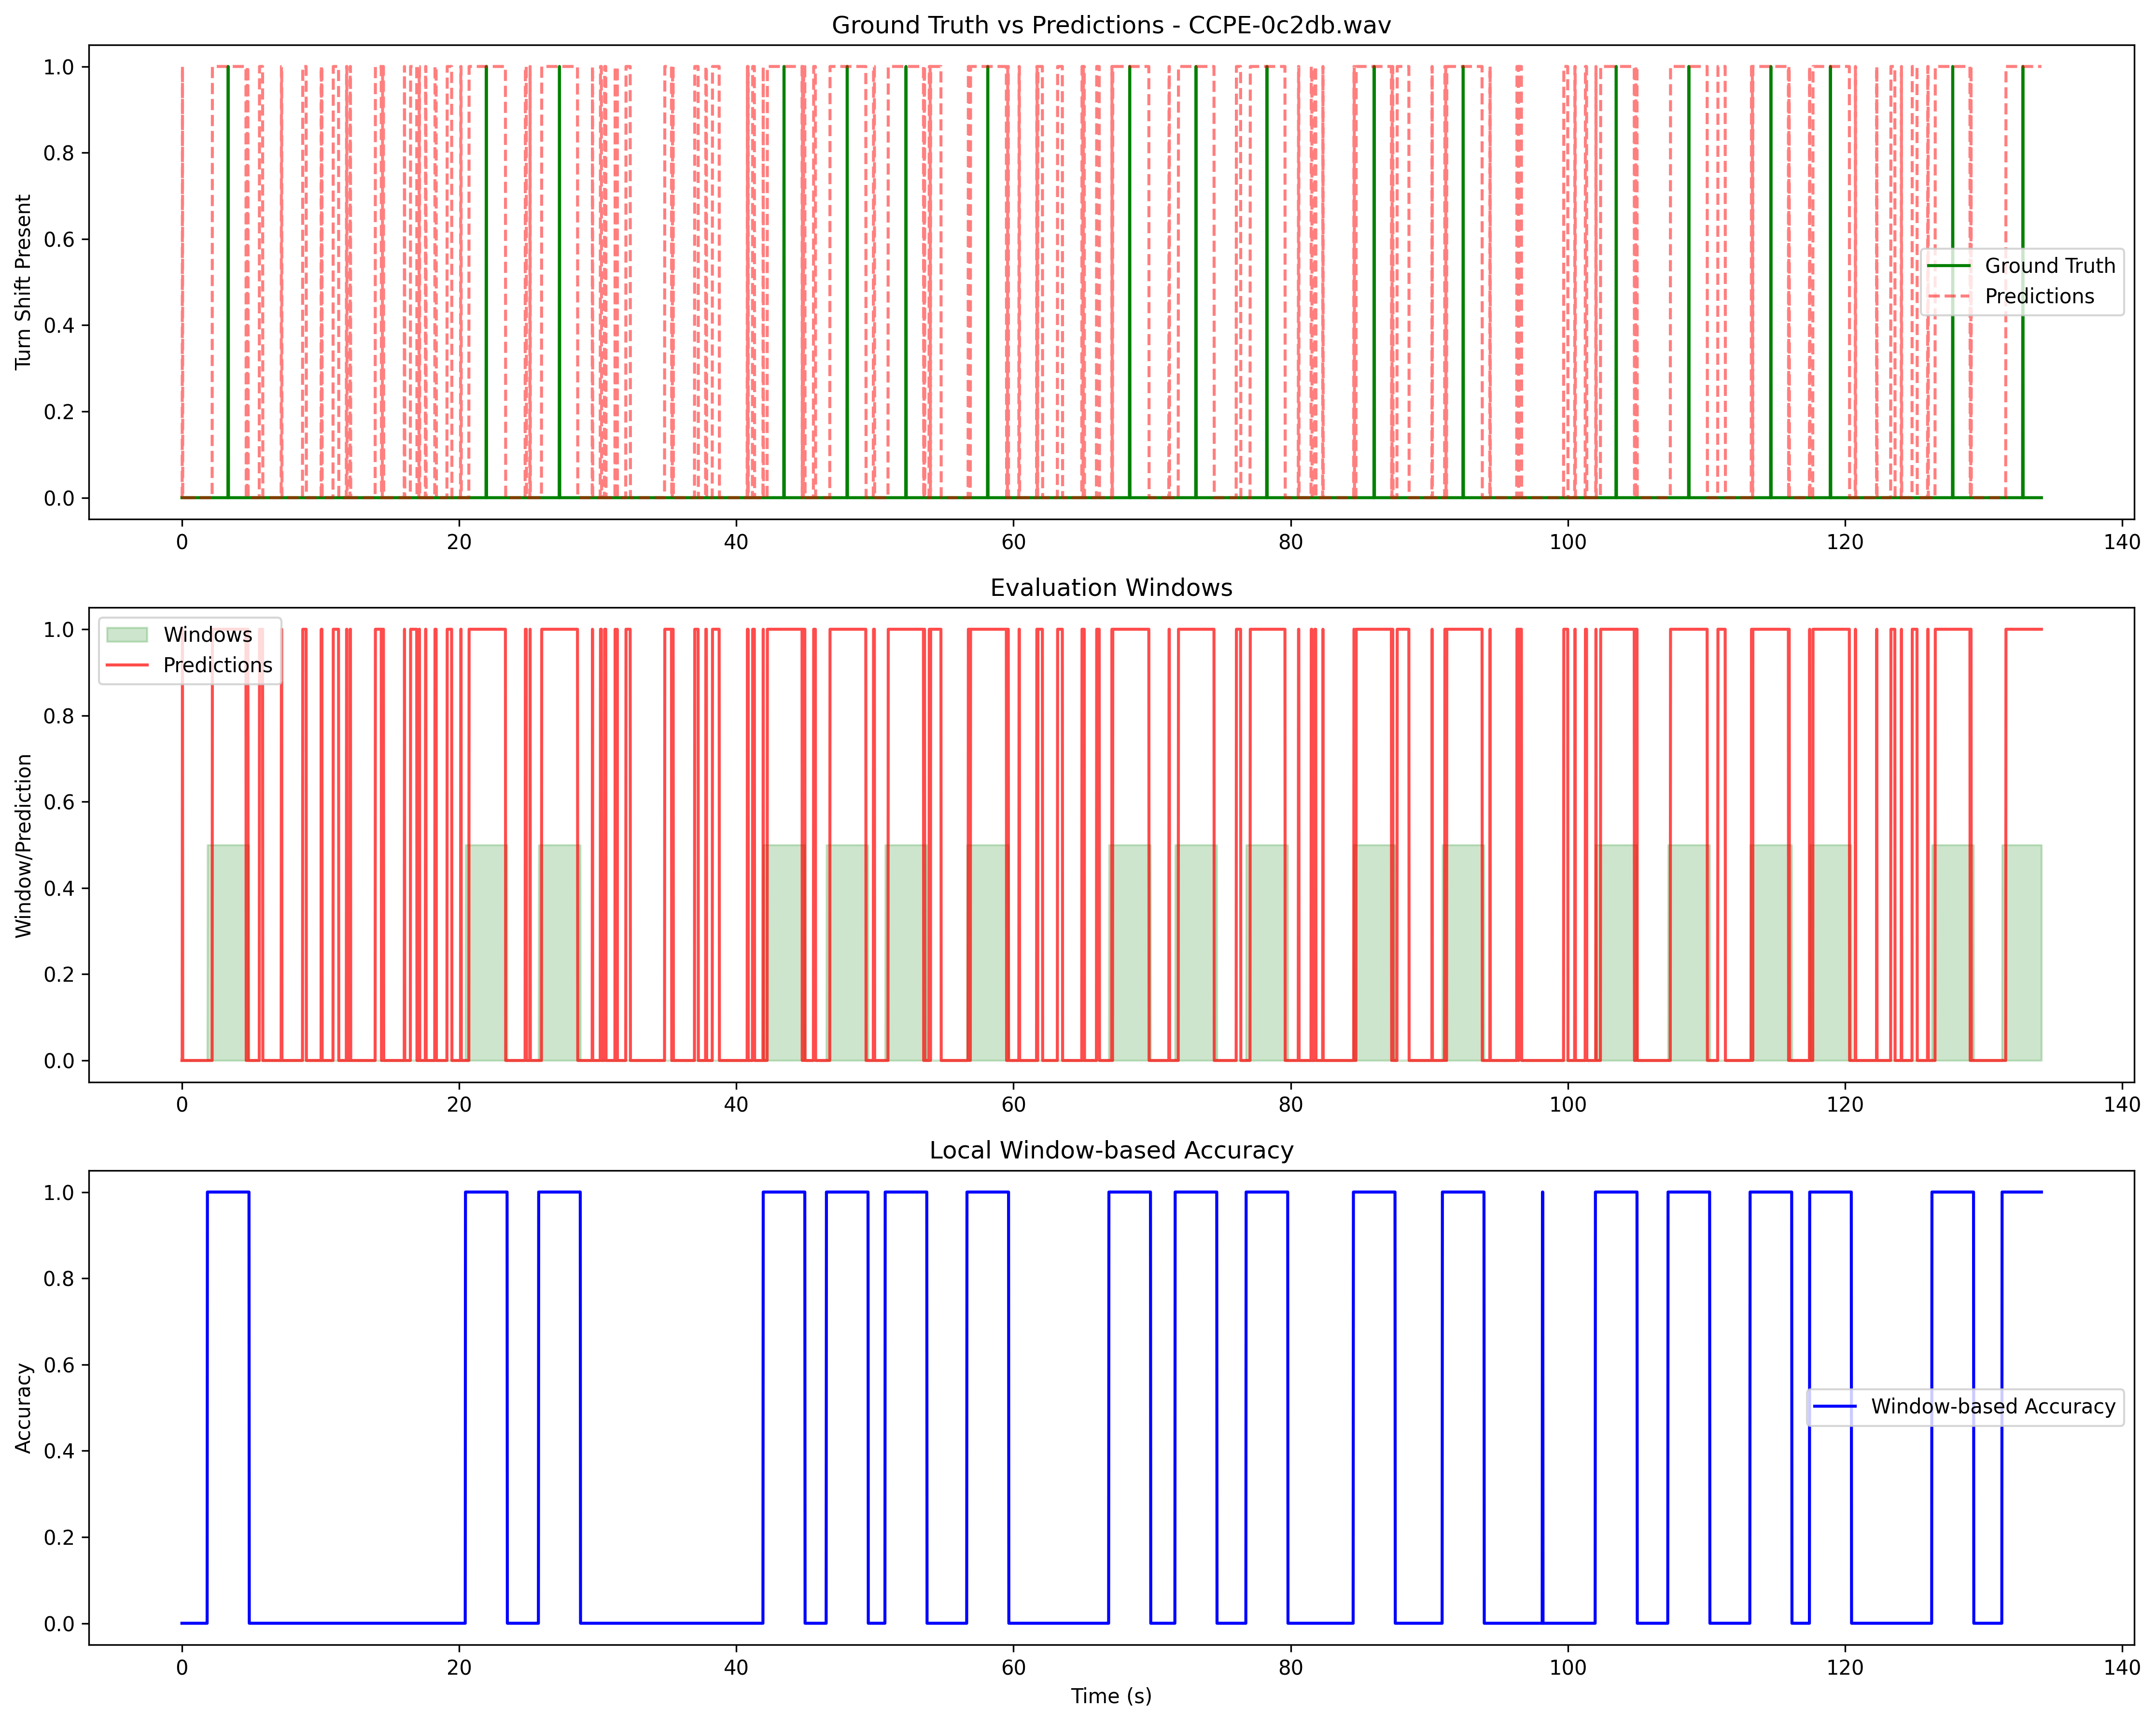 Ground Truth vs Predictions - CCPE-0c2db.wav
Turn Shift Present
1.0
0.8
0.6
0.4
0.2
0.0
Ground Truth
Predictions
0 20 40 60 80 100 120 140
Evaluation Windows
Window/Prediction
1.0
0.8
0.6
0.4
0.2
0.0
Windows
Predictions
0 20 40 60 80 100 120 140
Local Window-based Accuracy
Accuracy
1.0
0.8
0.6
0.4
0.2
0.0
Window-based Accuracy
0 20 40 60 80 100 120 140
Time (s)